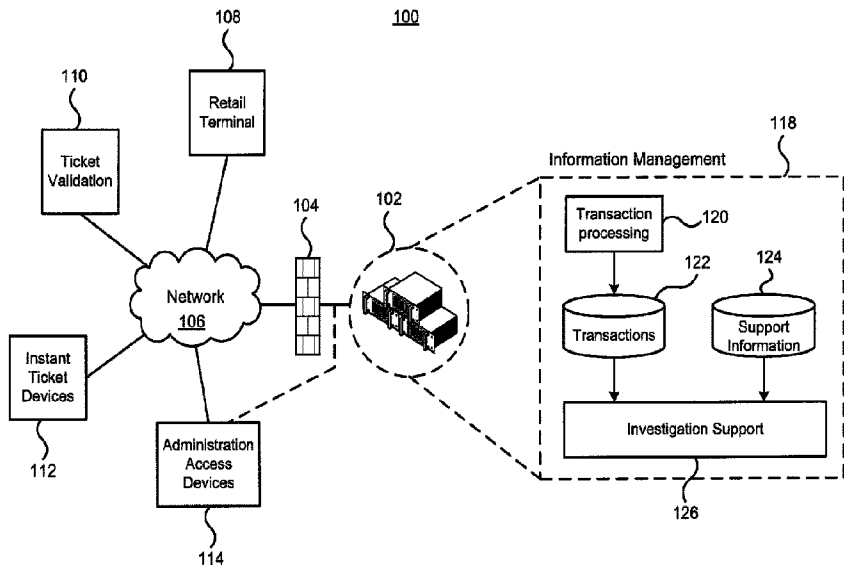 100
108
110
Retail
Terminal
Ticket
Validation
118
Information Management
104
102
Transaction
processing
120
122
124
Network
106
Transactions
Support
Information
Instant
Ticket
Devices
112
Administration
Access
Devices
114
Investigation Support
126